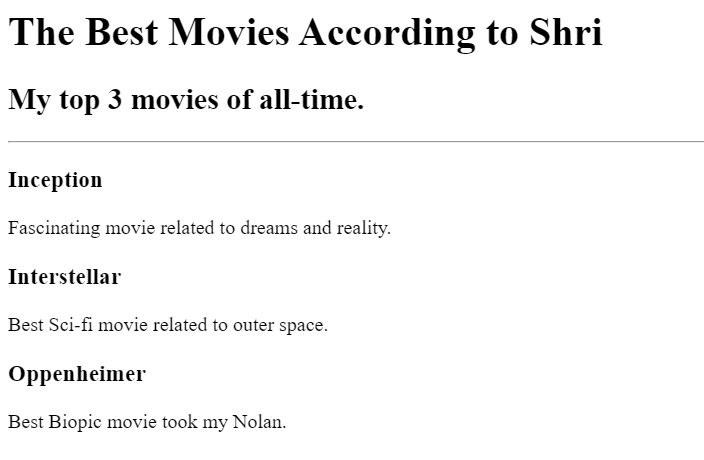 The Best Movies According to Shri
My top 3 movies of all-time.
Inception
Fascinating movie related to dreams and reality.
Interstellar
Best Sci-fi movie related to outer space.
Oppenheimer
Best Biopic movie took my Nolan.